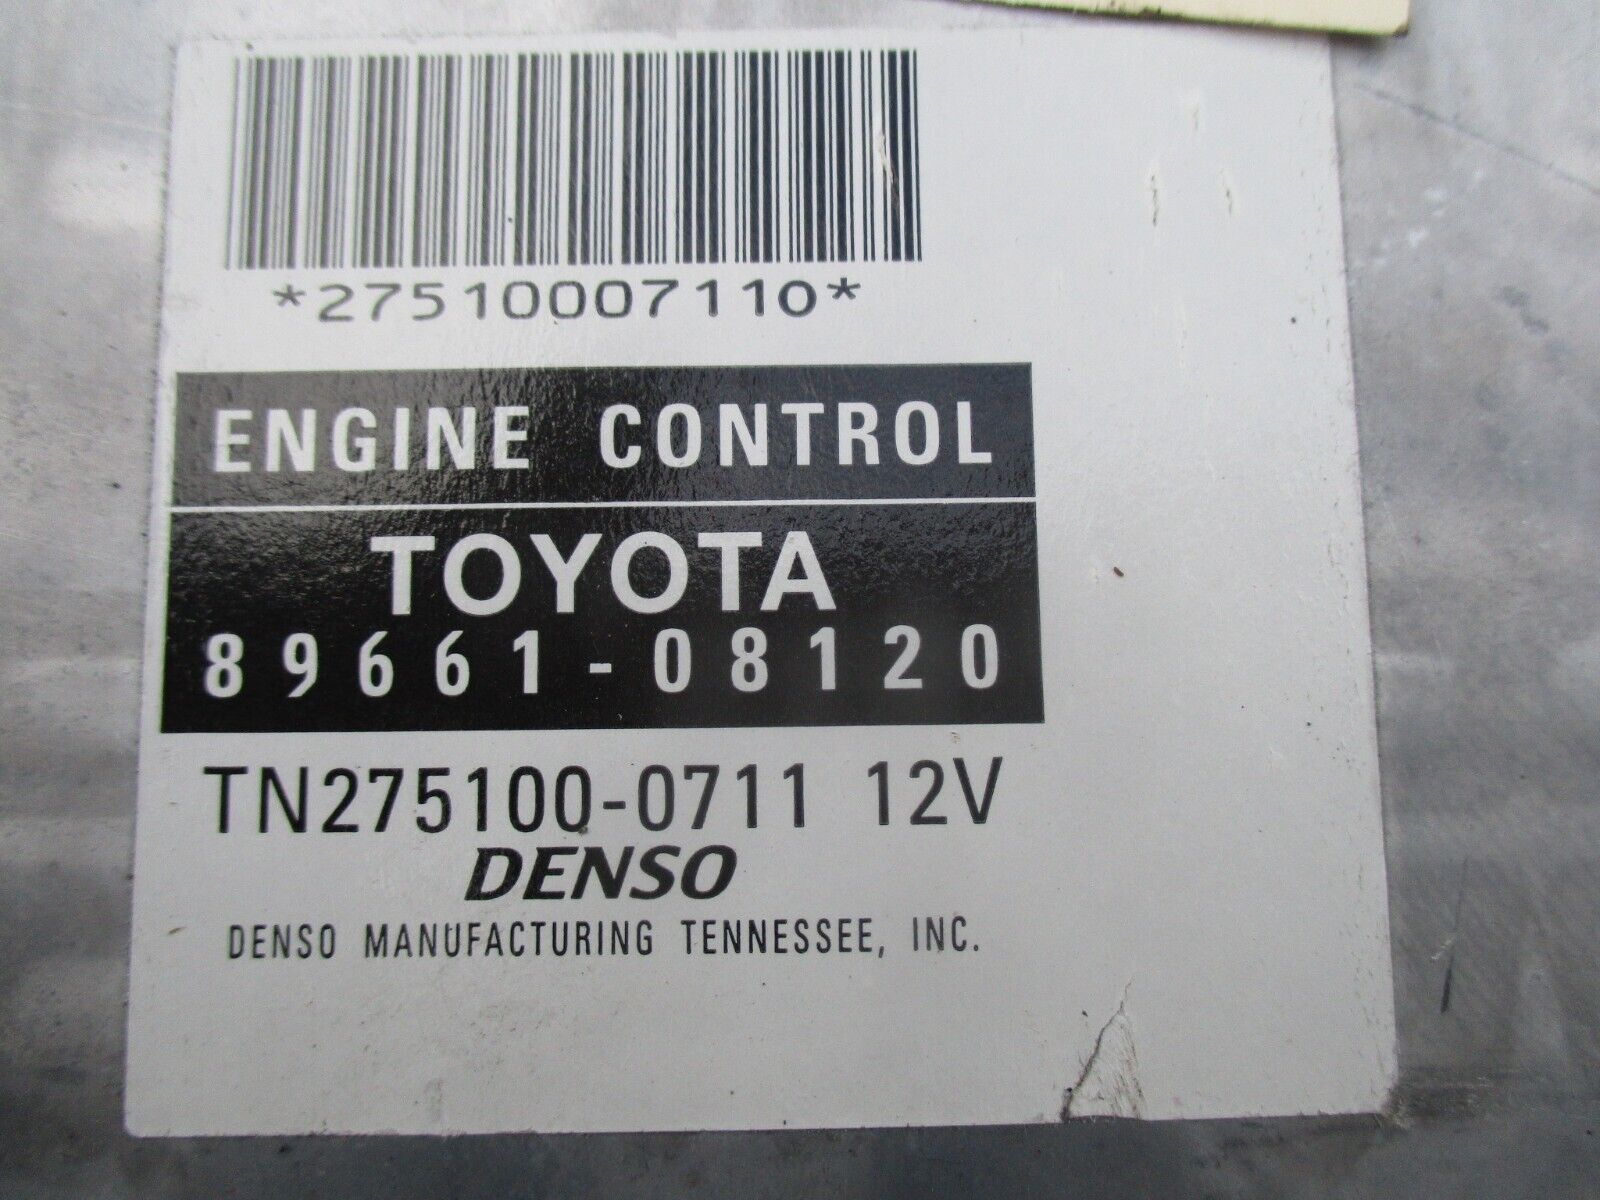 *27510007110*
ENGINE CONTROL
TOYOTA
89661-08120
TN275100-0711 12V
DENSO
DENSO MANUFACTURING TENNESSEE, INC.